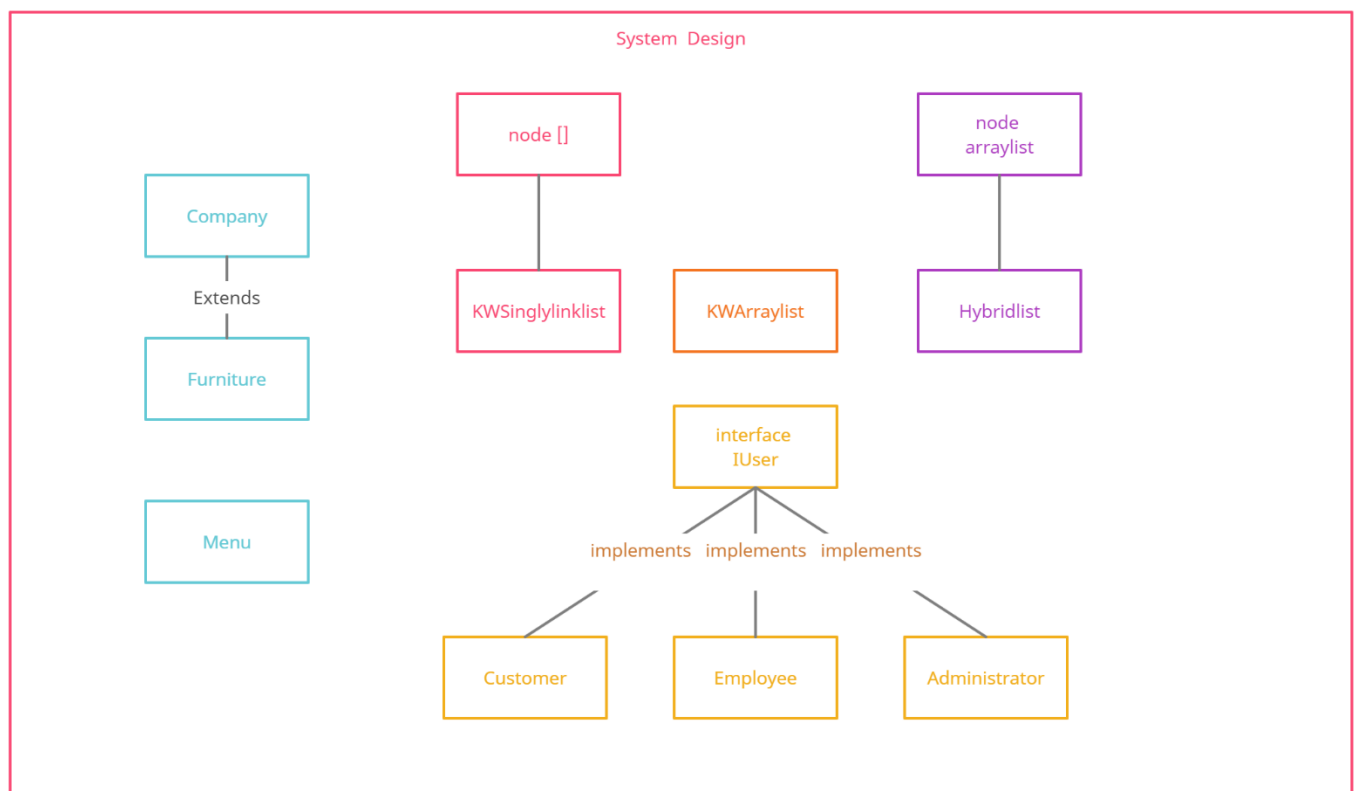 System Design
node []
node
arraylist
Company
Extends
Furniture
KWSinglylinklist
KWArraylist
Hybridlist
interface
IUser
Menu
implements implements implements
Customer
Employee
Administrator